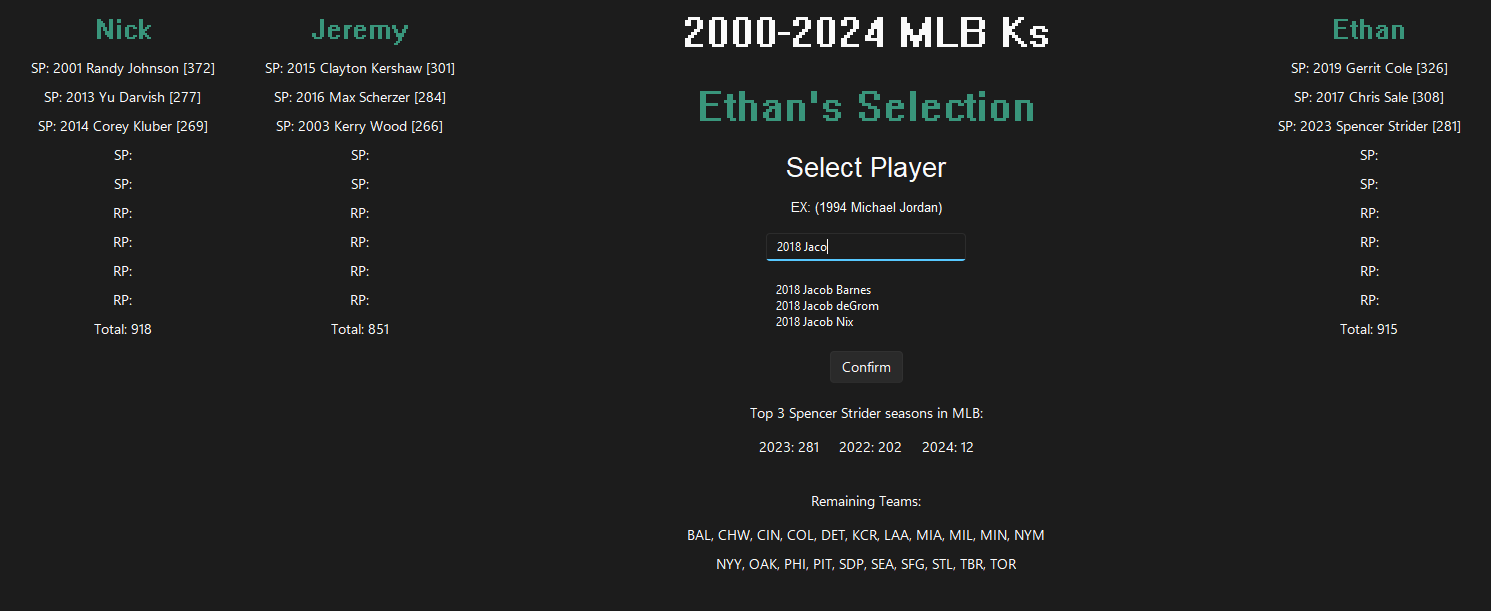 Nick
SP: 2001 Randy Johnson [372]
SP: 2013 Yu Darvish [277]
SP: 2014 Corey Kluber [269]
SP:
SP:
RP:
RP:
RP:
RP:
Total: 918
Jeremy
SP: 2015 Clayton Kershaw [301]
SP: 2016 Max Scherzer [284]
SP: 2003 Kerry Wood [266]
SP:
SP:
RP:
RP:
RP:
RP:
Total: 851
2000-2024 MLB Ks
Ethan's Selection
Select Player
EX: (1994 Michael Jordan)
2018 Jaco
2018 Jacob Barnes
2018 Jacob deGrom
2018 Jacob Nix
Confirm
Top 3 Spencer Strider seasons in MLB:
2023: 281 2022: 202 2024: 12
Remaining Teams:
BAL, CHW, CIN, COL, DET, KCR, LAA, MIA, MIL, MIN, NYM
NYY, OAK, PHI, PIT, SDP, SEA, SFG, STL, TBR, TOR
Ethan
SP: 2019 Gerrit Cole [326]
SP: 2017 Chris Sale [308]
SP: 2023 Spencer Strider [281]
SP:
SP:
RP:
RP:
RP:
RP:
Total: 915